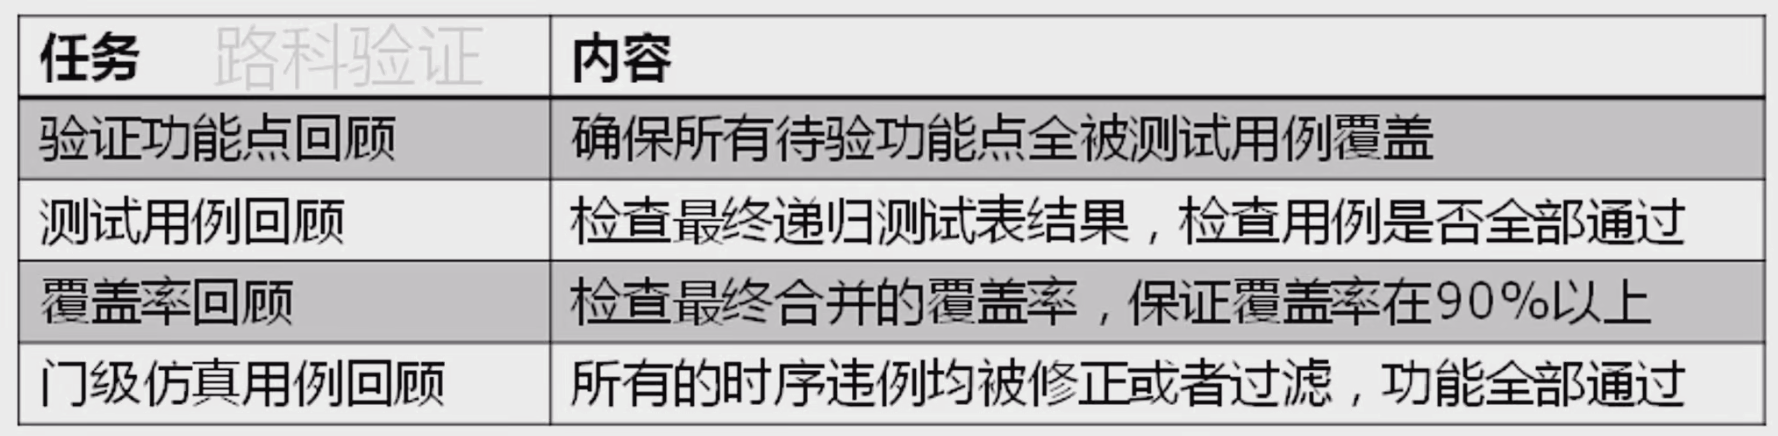 任务 路科验证 内容
验证功能点回顾 确保所有待验功能点全被测试用例覆盖
测试用例回顾 检查最终递归测试表结果，检查用例是否全部通过
覆盖率回顾 检查最终合并的覆盖率，保证覆盖率在90%以上
门级仿真用例回顾 所有的时序违例均被修正或者过滤，功能全部通过